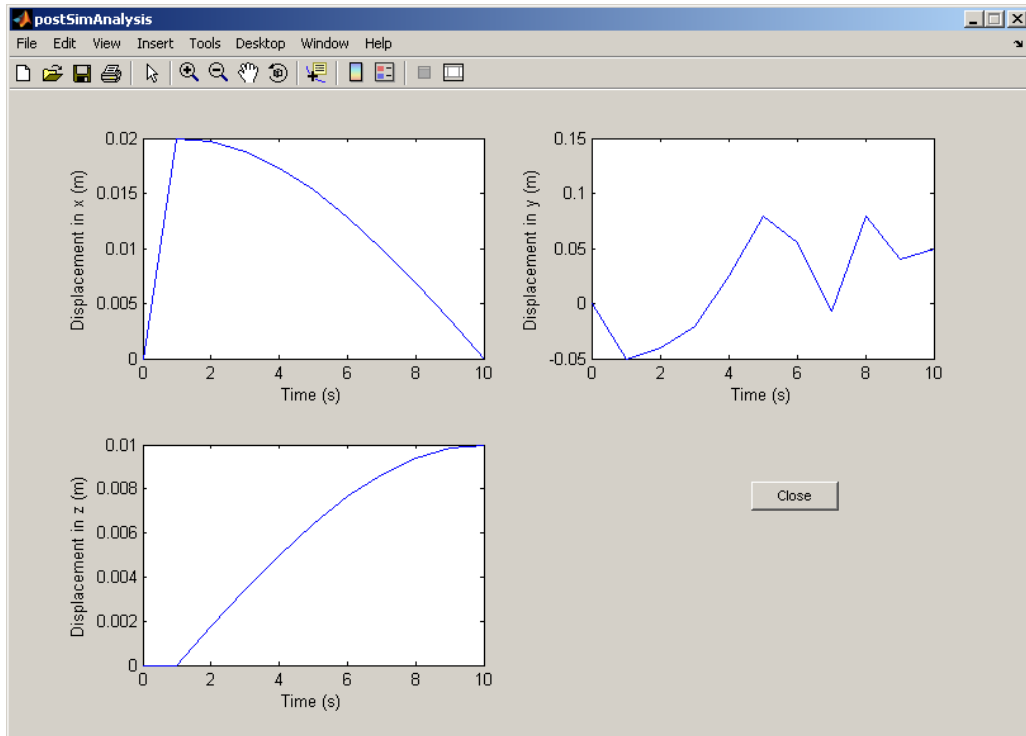 postSimAnalysis
File Edit View Insert Tools Desktop Window Help
0.02
0.015
0.01
0.005
0
0 2 4 6 8 10
Displacement in x (m)
Time (s)
0.15
0.1
0.05
0
-0.05
0 2 4 6 8 10
Displacement in y (m)
Time (s)
0.01
0.008
0.006
0.004
0.002
0
0 2 4 6 8 10
Displacement in z (m)
Time (s)
Close